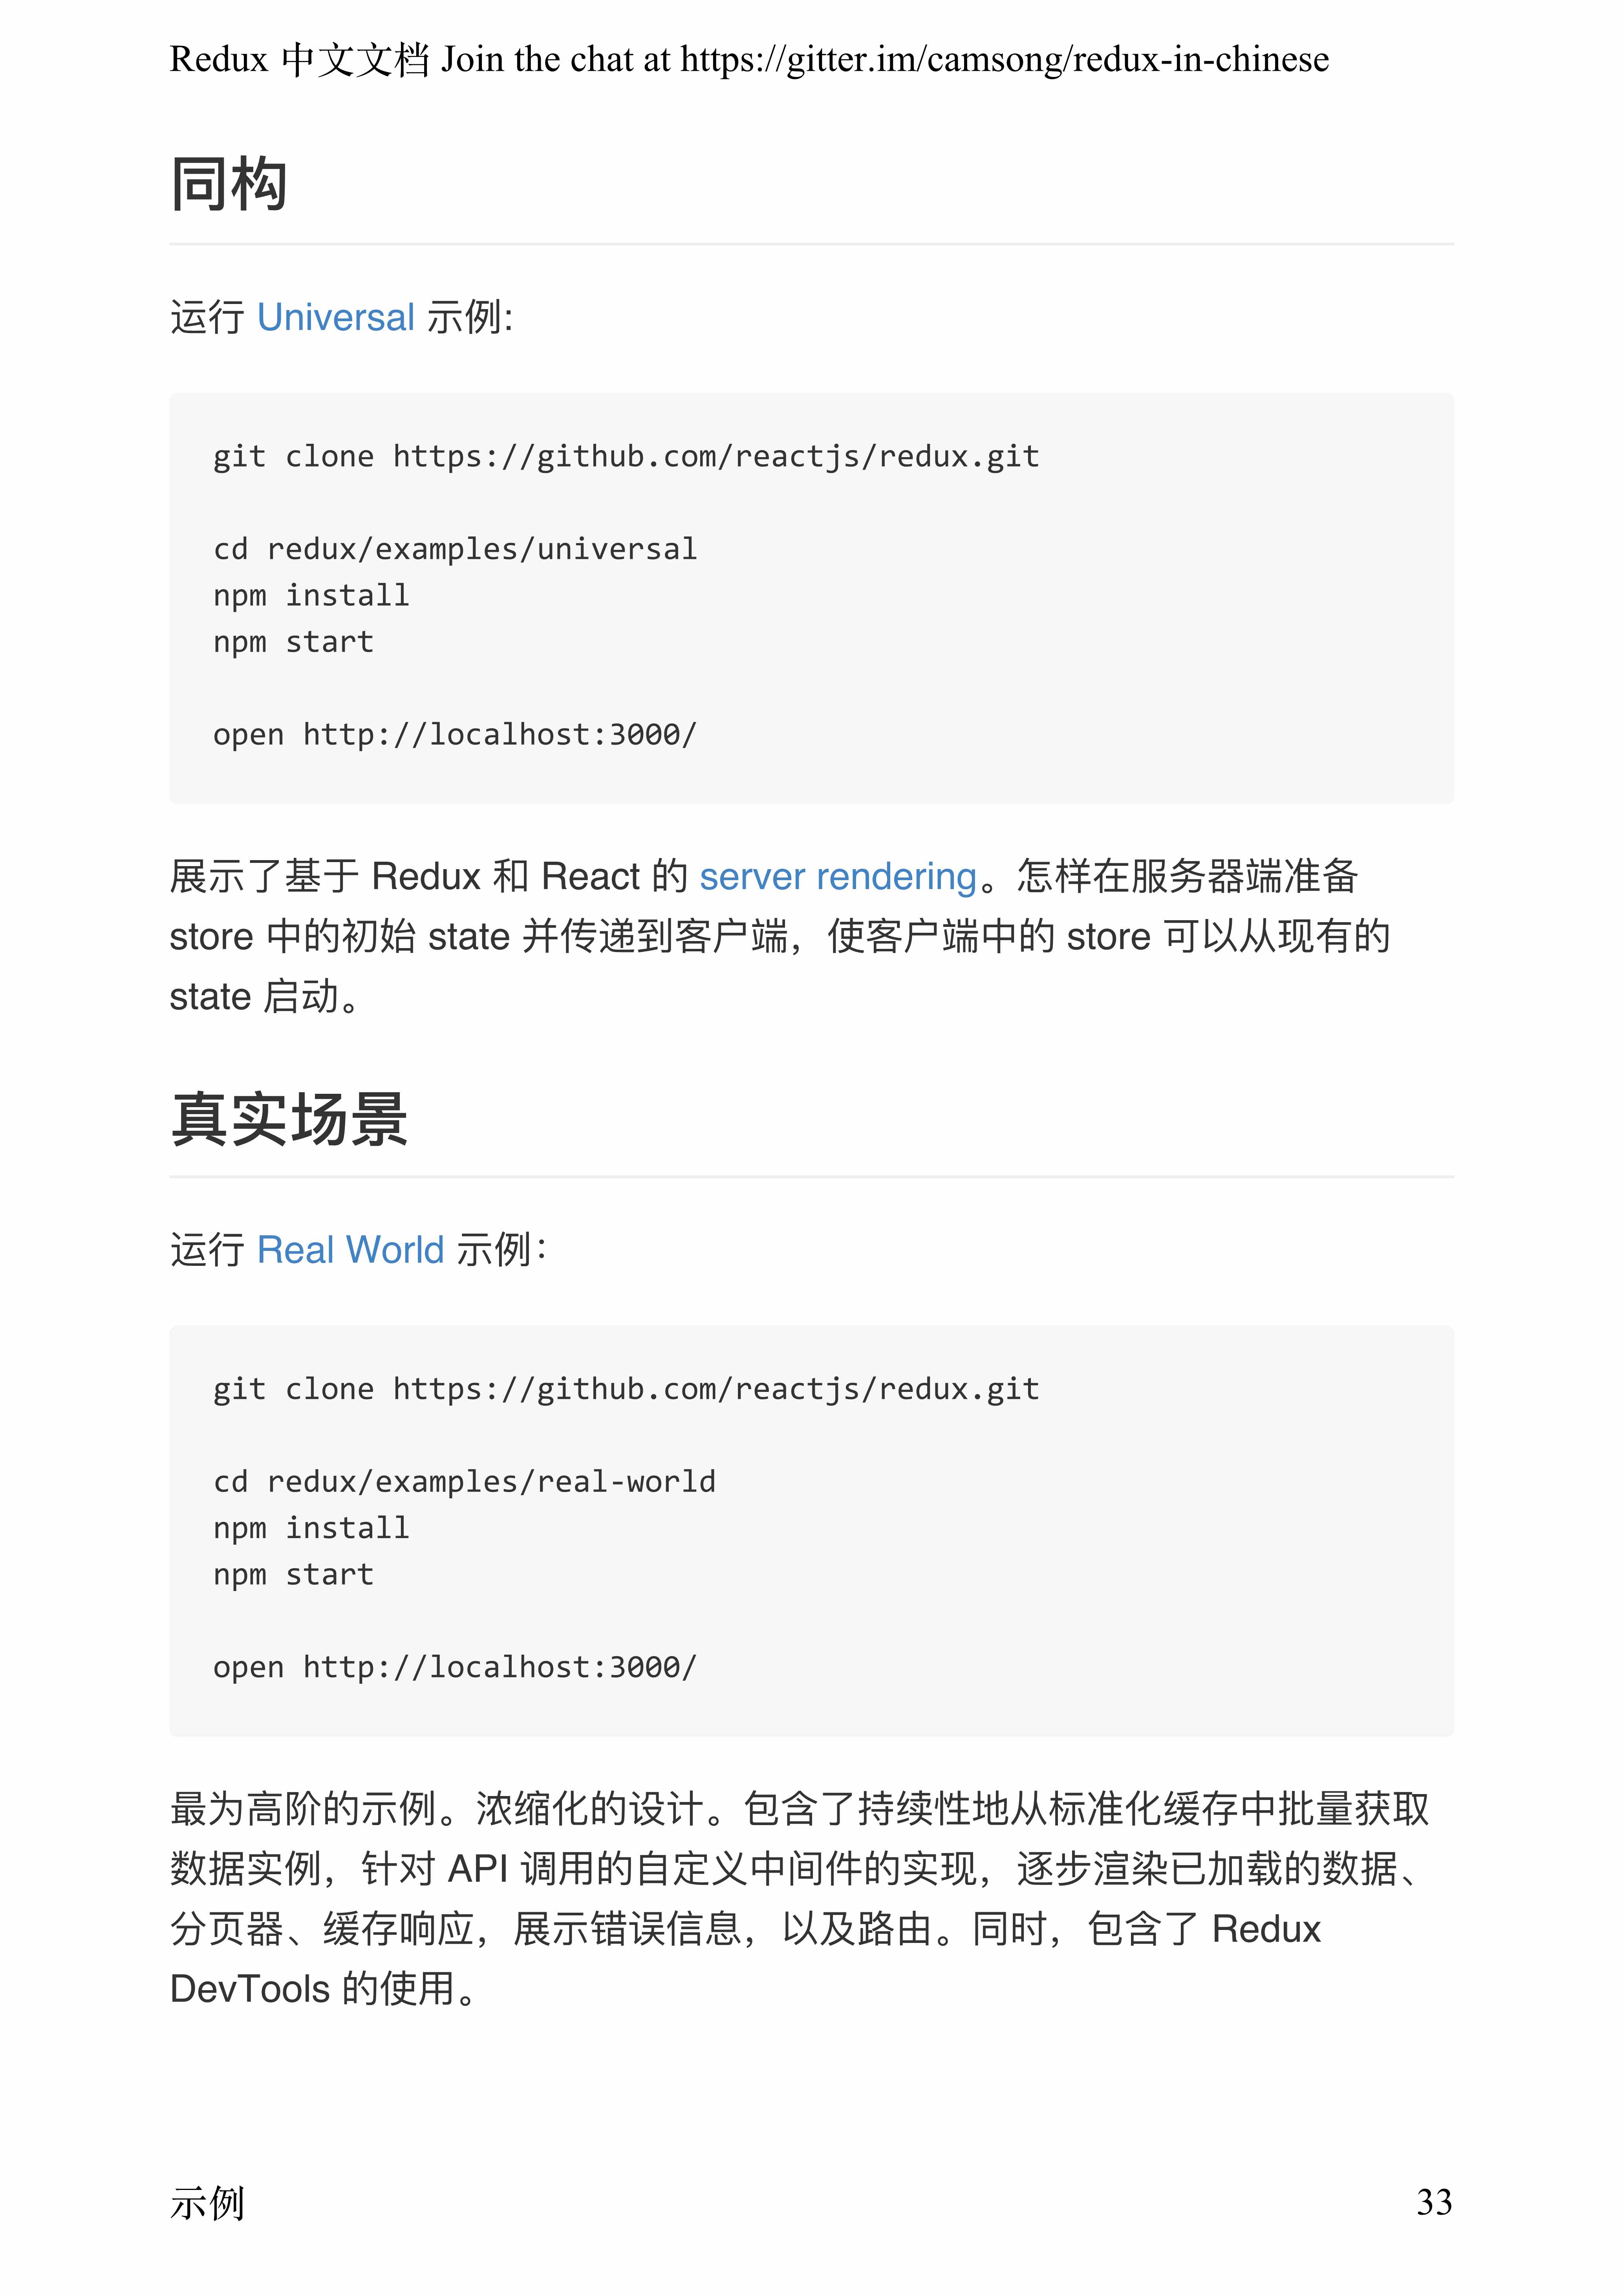 Redux 中文文档 Join the chat at https://gitter.im/camsong/redux-in-chinese
同构
运行 Universal 示例:
git clone https://github.com/reactjs/redux.git
cd redux/examples/universal
npm install
npm start
open http://localhost:3000/
展示了基于 Redux 和 React 的 server rendering。怎样在服务器端准备
store 中的初始 state 并传递到客户端，使客户端中的 store 可以从现有的
state 启动。
真实场景
运行 Real World 示例：
git clone https://github.com/reactjs/redux.git
cd redux/examples/real-world
npm install
npm start
open http://localhost:3000/
最为高阶的示例。浓缩化的设计。包含了持续性地从标准化缓存中批量获取
数据实例，针对 API 调用的自定义中间件的实现，逐步渲染已加载的数据、
分页器、缓存响应，展示错误信息，以及路由。同时，包含了 Redux
DevTools 的使用。
示例 33